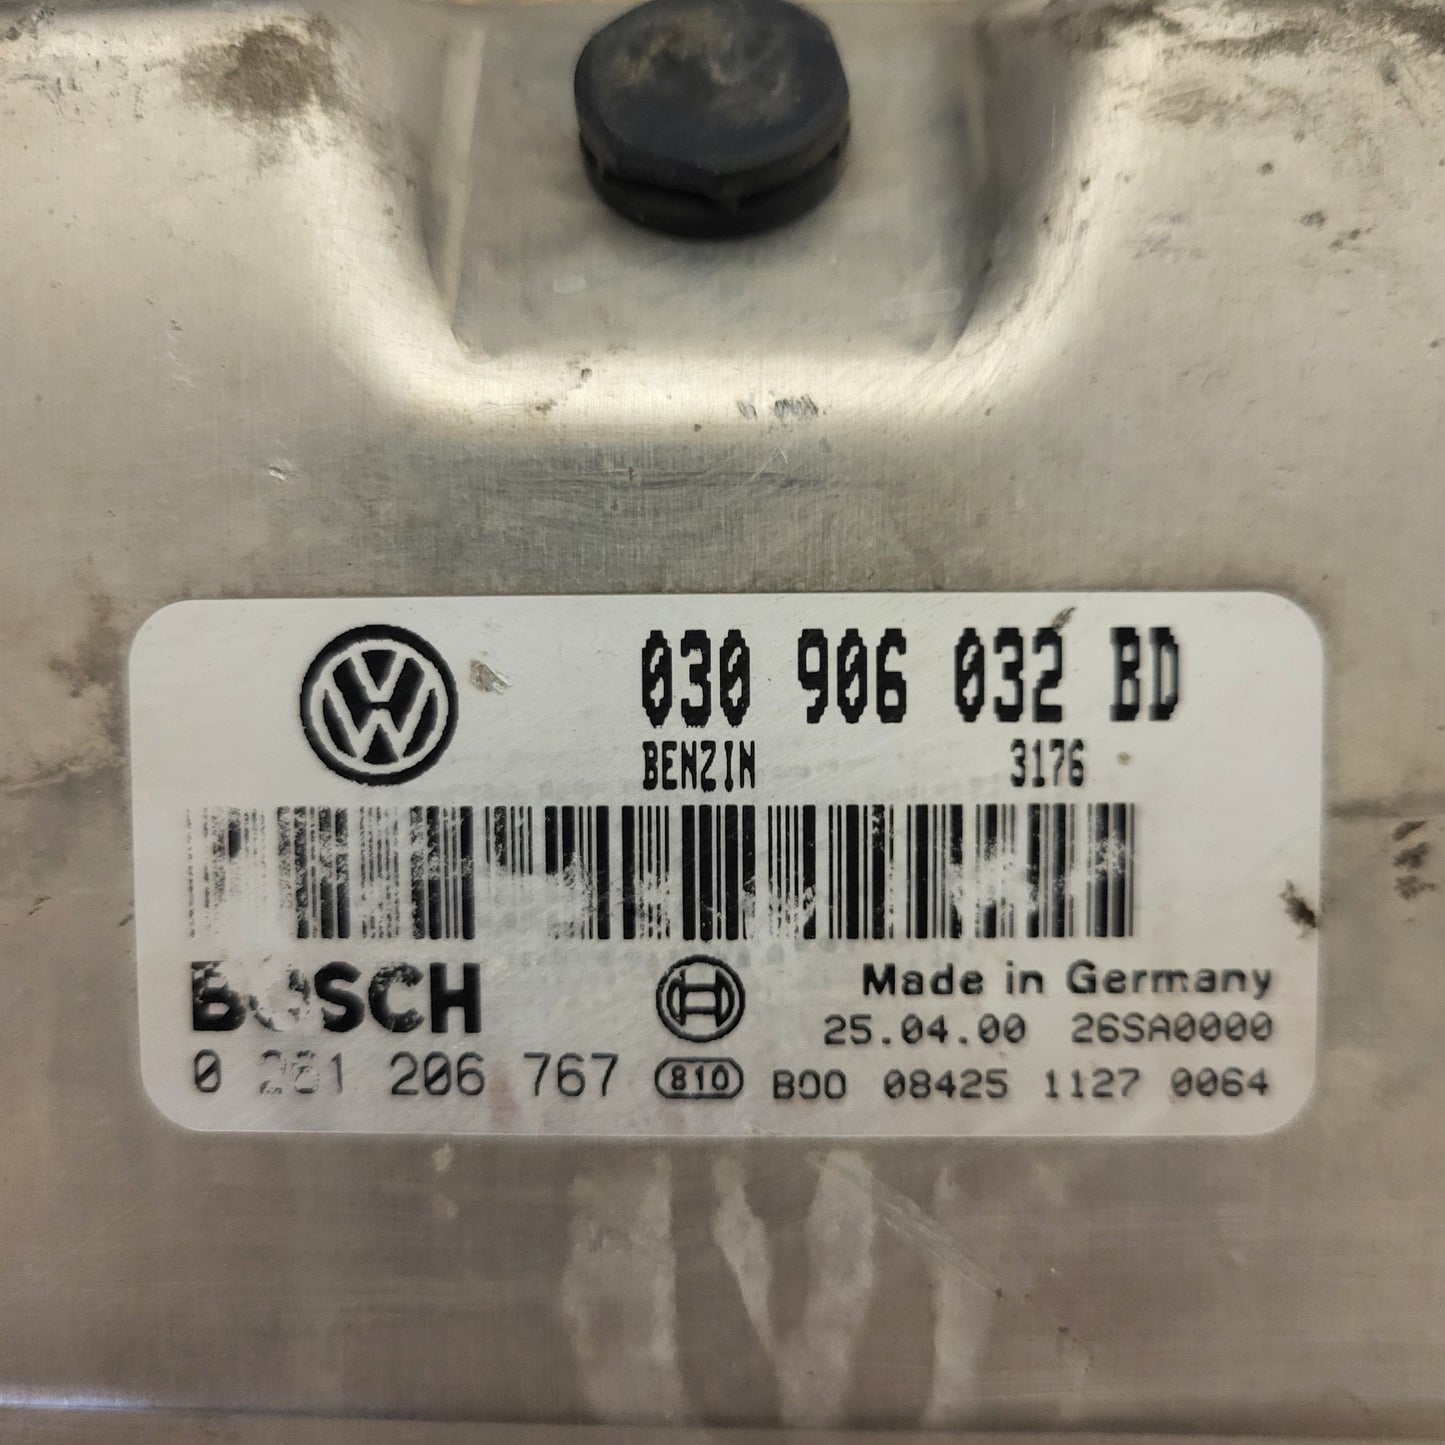 030 906 032 BD
BENZIN 3176
BOSCH
Made in Germany
25.04.00 26SA0000
0 261 206 767 810 B00 08425 1127 0064